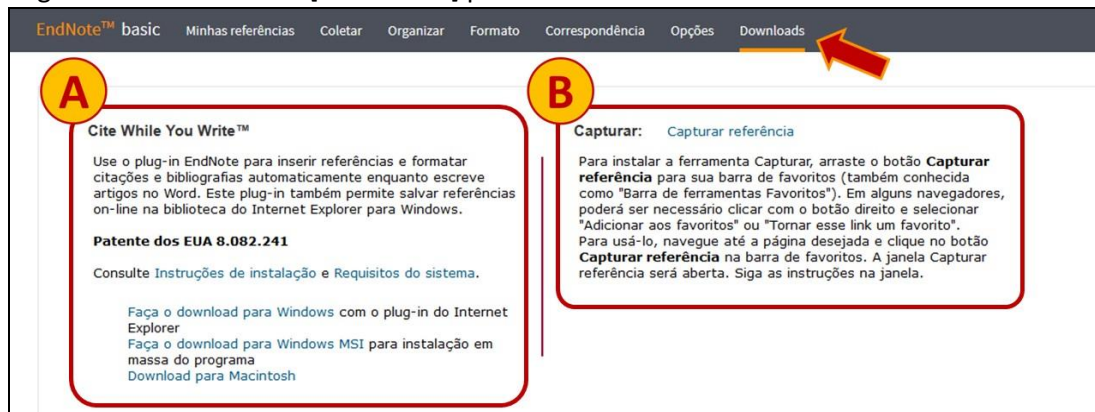 EndNote™ basic Minhas referências Coletar Organizar Formato Correspondência Opções Downloads
A
Cite While You Write™
Use o plug-in EndNote para inserir referências e formatar
citações e bibliografias automaticamente enquanto escreve
artigos no Word. Este plug-in também permite salvar referências
on-line na biblioteca do Internet Explorer para Windows.
Patente dos EUA 8.082.241
Consulte Instruções de instalação e Requisitos do sistema.
Faça o download para Windows com o plug-in do Internet
Explorer
Faça o download para Windows MSI para instalação em
massa do programa
Download para Macintosh
B
Capturar: Capturar referência
Para instalar a ferramenta Capturar, arraste o botão Capturar
referência para sua barra de favoritos (também conhecida
como "Barra de ferramentas Favoritos"). Em alguns navegadores,
poderá ser necessário clicar com o botão direito e selecionar
"Adicionar aos favoritos" ou "Tornar esse link um favorito".
Para usá-lo, navegue até a página desejada e clique no botão
Capturar referência na barra de favoritos. A janela Capturar
referência será aberta. Siga as instruções na janela.